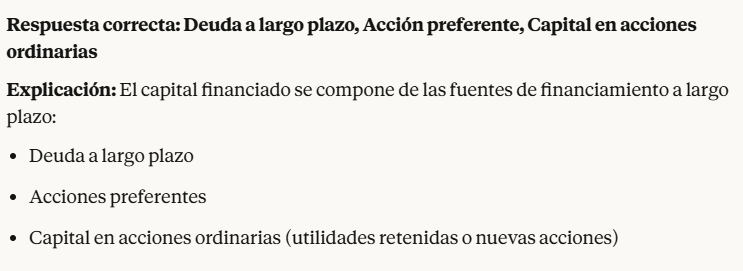 Respuesta correcta: Deuda a largo plazo, Acción preferente, Capital en acciones
ordinarias
Explicación: El capital financiado se compone de las fuentes de financiamiento a largo
plazo:
• Deuda a largo plazo
• Acciones preferentes
• Capital en acciones ordinarias (utilidades retenidas o nuevas acciones)